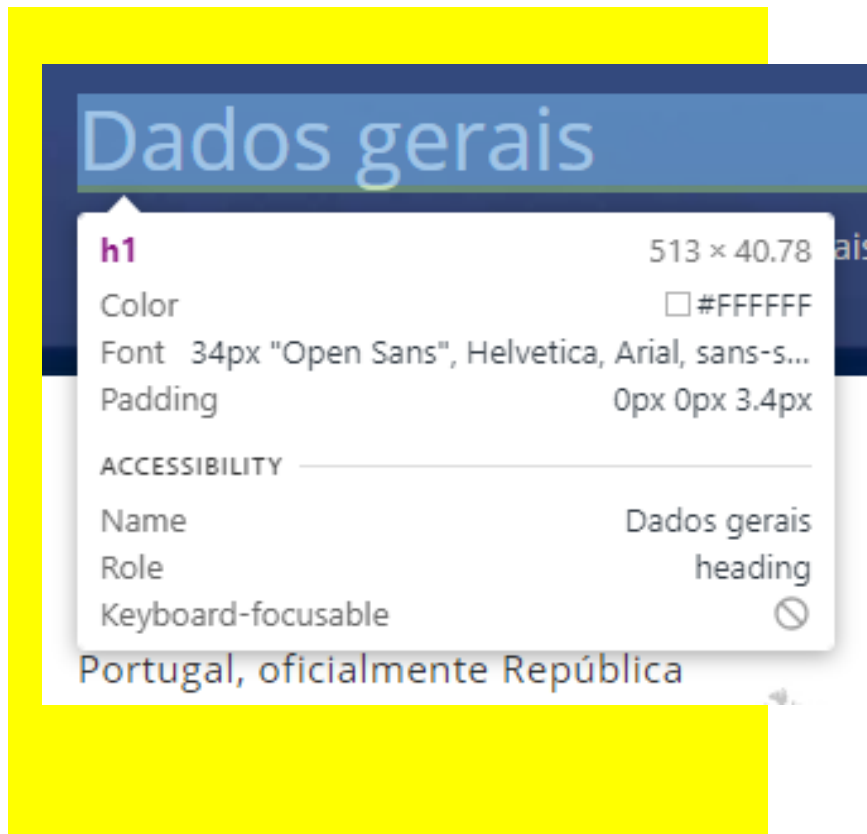 Dados gerais
h1 513 × 40.78 ais
Color #FFFFFF
Font 34px "Open Sans", Helvetica, Arial, sans-s...
Padding 0px 0px 3.4px
ACCESSIBILITY
Name Dados gerais
Role heading
Keyboard-focusable
Portugal, oficialmente República